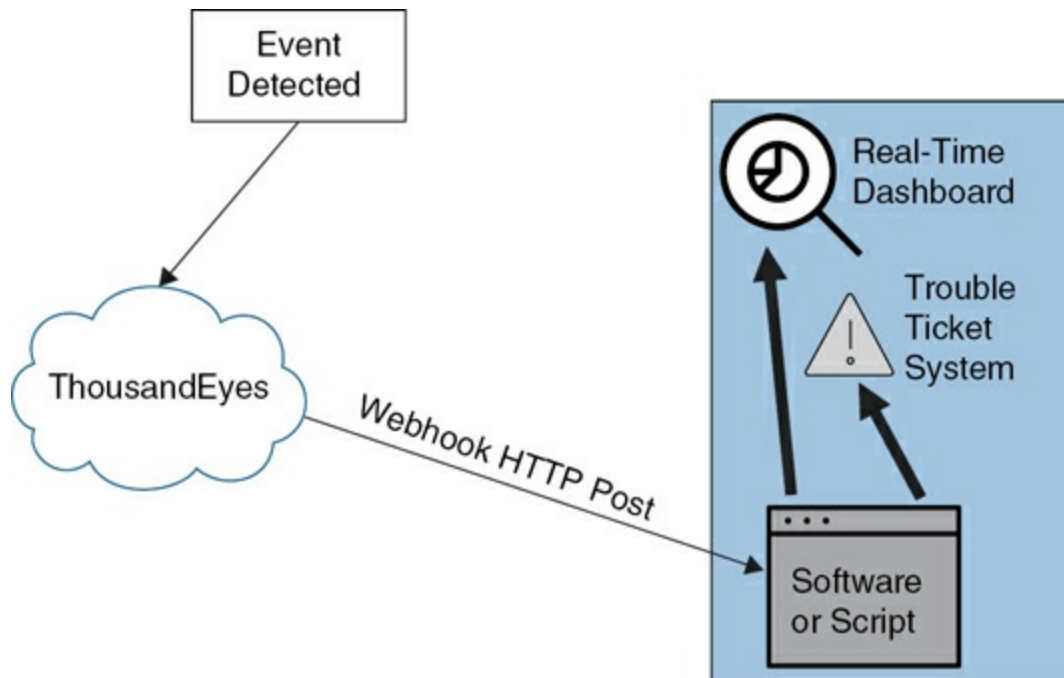 Event
Detected
Real-Time
Dashboard
Trouble
Ticket
System
ThousandEyes
Webhook HTTP Post
Software
or Script